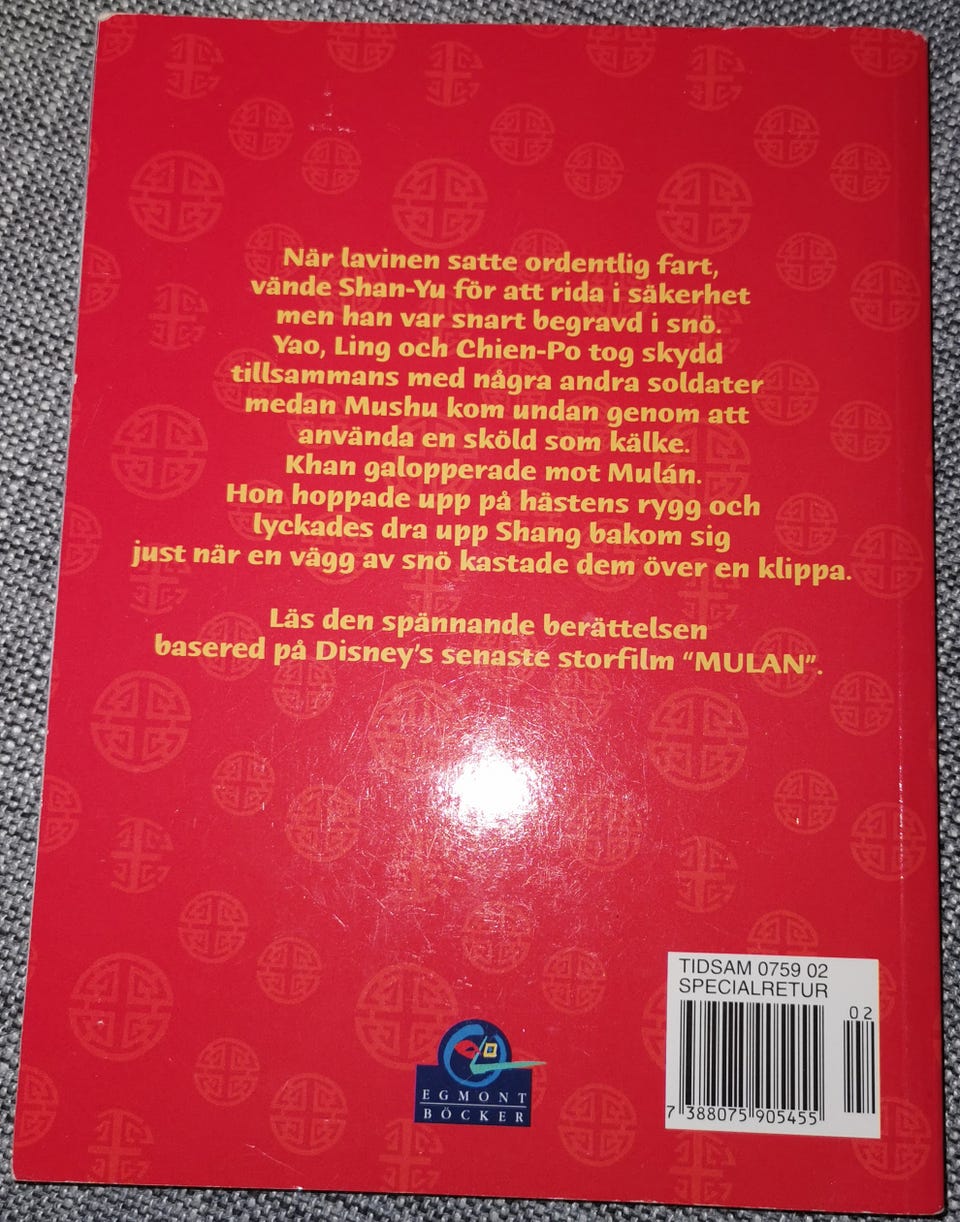 När lavinen satte ordentlig fart,
vände Shan-Yu för att rida i säkerhet
men han var snart begravd i snö.
Yao, Ling och Chien-Po tog skydd
tillsammans med några andra soldater
medan Mushu kom undan genom att
använda en sköld som kälke.
Khan galopperade mot Mulán.
Hon hoppade upp på hästens rygg och
lyckades dra upp Shang bakom sig
just när en vägg av snö kastade dem över en klippa.
Läs den spännande berättelsen
basered på Disney’s senaste storfilm “MULAN”.
TIDSAM 0759 02
SPECIALRETUR
02
7 388075 905455
EGMONT
BÖCKER